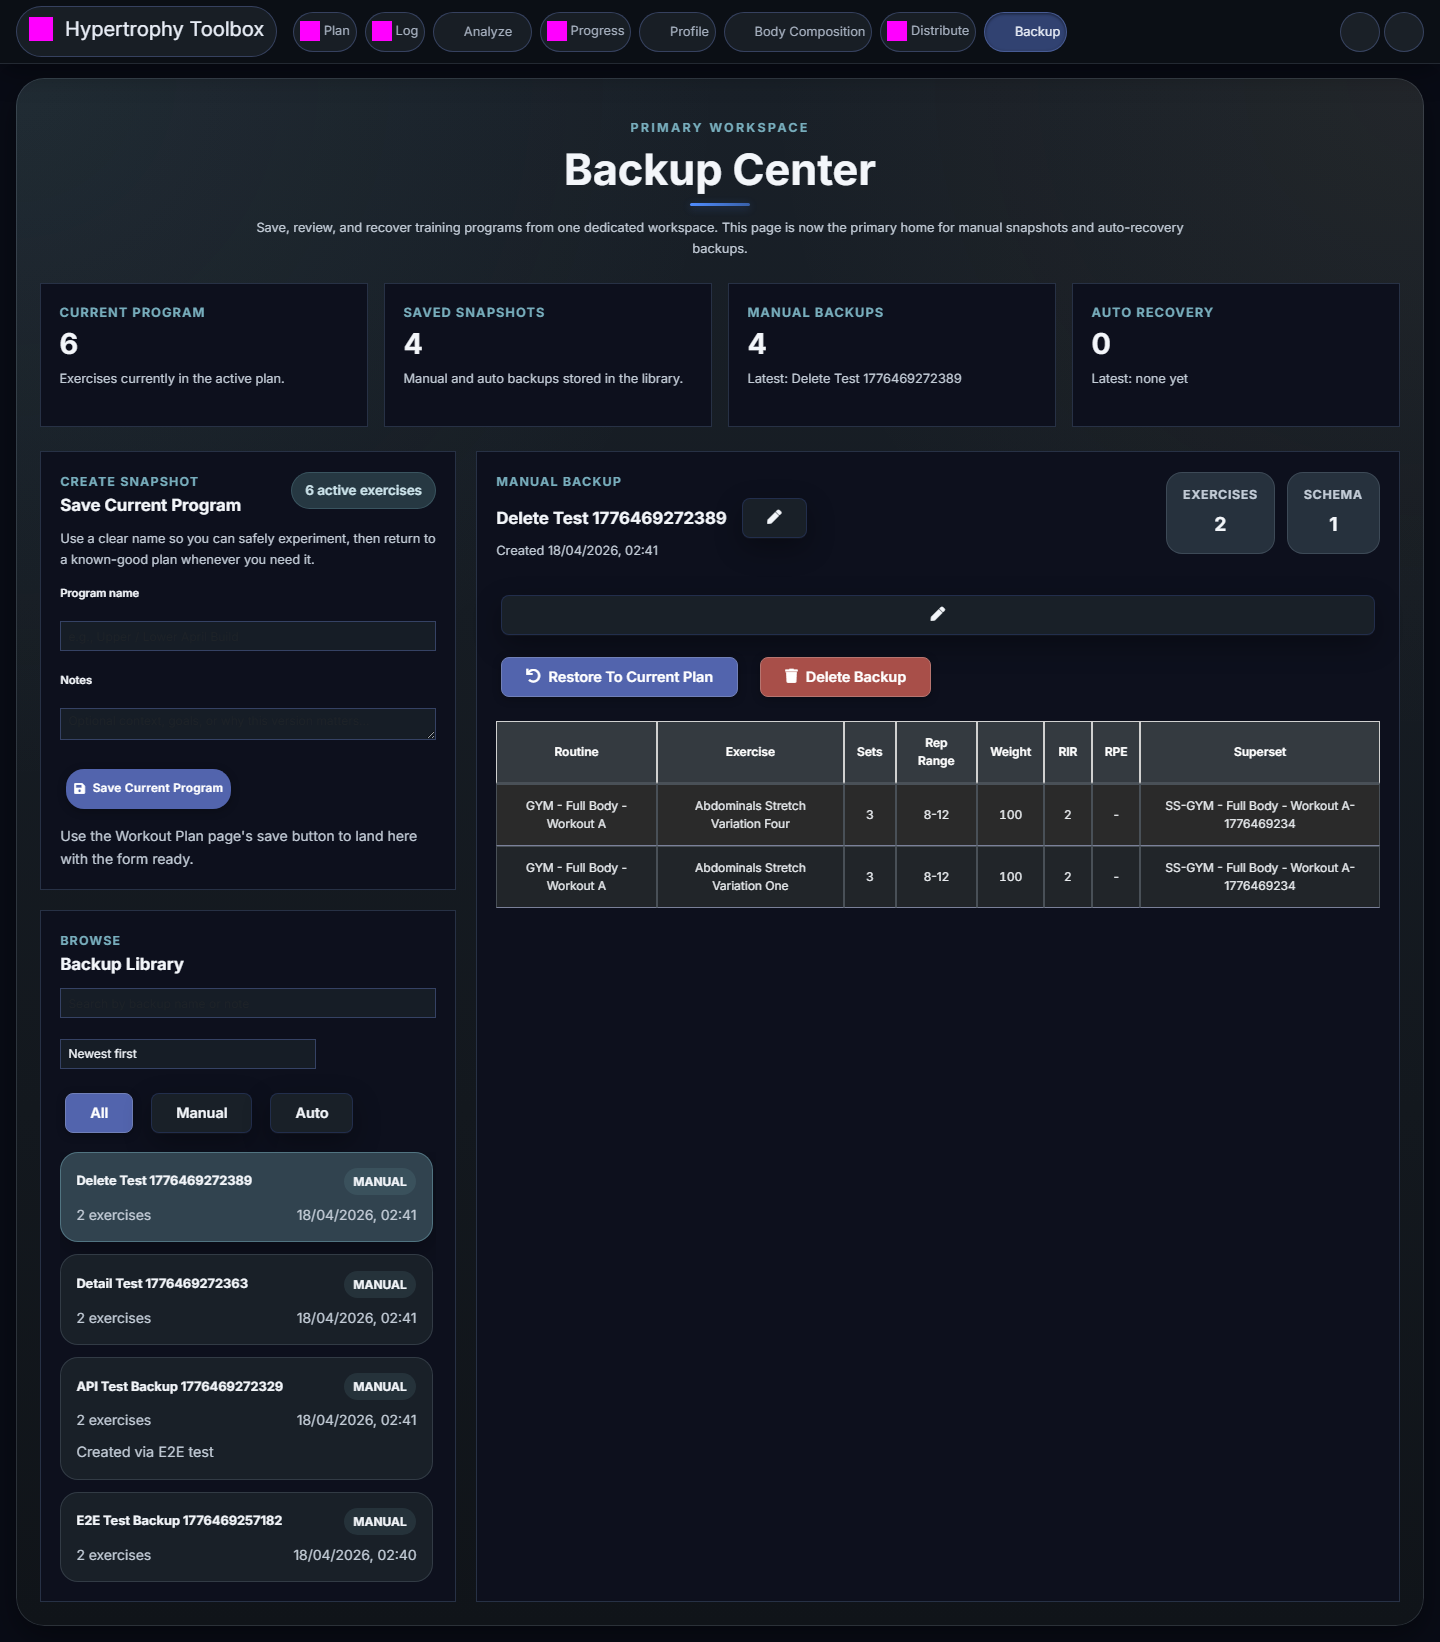 Hypertrophy Toolbox
Plan
Log
Analyze
Progress
Profile
Body Composition
Distribute
Backup
PRIMARY WORKSPACE
Backup Center
Save, review, and recover training programs from one dedicated workspace. This page is now the primary home for manual snapshots and auto-recovery
backups.
CURRENT PROGRAM
6
Exercises currently in the active plan.
SAVED SNAPSHOTS
4
Manual and auto backups stored in the library.
MANUAL BACKUPS
4
Latest: Delete Test 1776469272389
AUTO RECOVERY
0
Latest: none yet
CREATE SNAPSHOT
Save Current Program
6 active exercises
Use a clear name so you can safely experiment, then return to
a known-good plan whenever you need it.
Program name
Notes
Save Current Program
Use the Workout Plan page's save button to land here
with the form ready.
BROWSE
Backup Library
Newest first
All
Manual
Auto
Delete Test 1776469272389
MANUAL
2 exercises
18/04/2026, 02:41
Detail Test 1776469272363
MANUAL
2 exercises
18/04/2026, 02:41
API Test Backup 1776469272329
MANUAL
2 exercises
18/04/2026, 02:41
Created via E2E test
E2E Test Backup 1776469257182
MANUAL
2 exercises
18/04/2026, 02:40
MANUAL BACKUP
Delete Test 1776469272389
Created 18/04/2026, 02:41
EXERCISES
2
SCHEMA
1
Restore To Current Plan
Delete Backup
Routine
Exercise
Sets
Rep
Range
Weight
RIR
RPE
Superset
GYM - Full Body -
Workout A
Abdominals Stretch
Variation Four
3
8-12
100
2
-
SS-GYM - Full Body - Workout A-
1776469234
GYM - Full Body -
Workout A
Abdominals Stretch
Variation One
3
8-12
100
2
-
SS-GYM - Full Body - Workout A-
1776469234